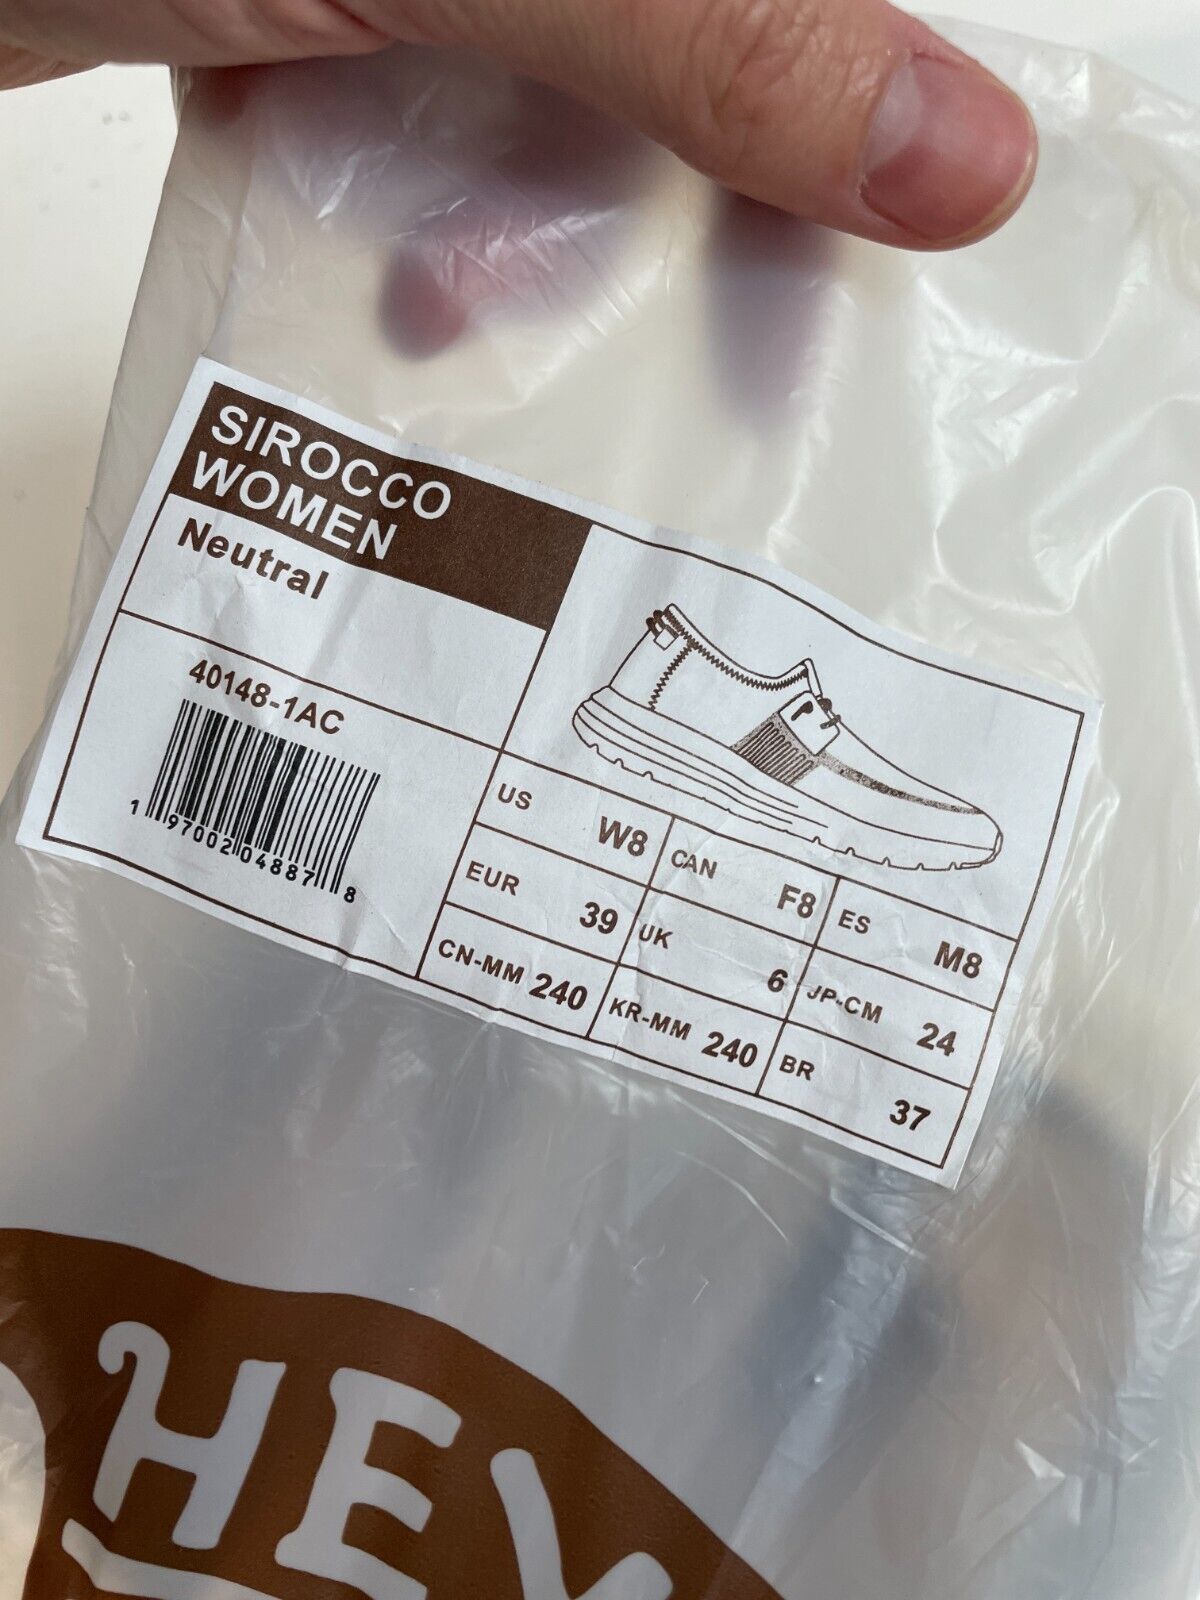 SIROCCO
WOMEN
Neutral
40148-1AC
1 97002 04887 8
US W8 CAN F8 ES M8
EUR 39 UK 6 JP-CM 24
CN-MM 240 KR-MM 240 BR 37
HEY